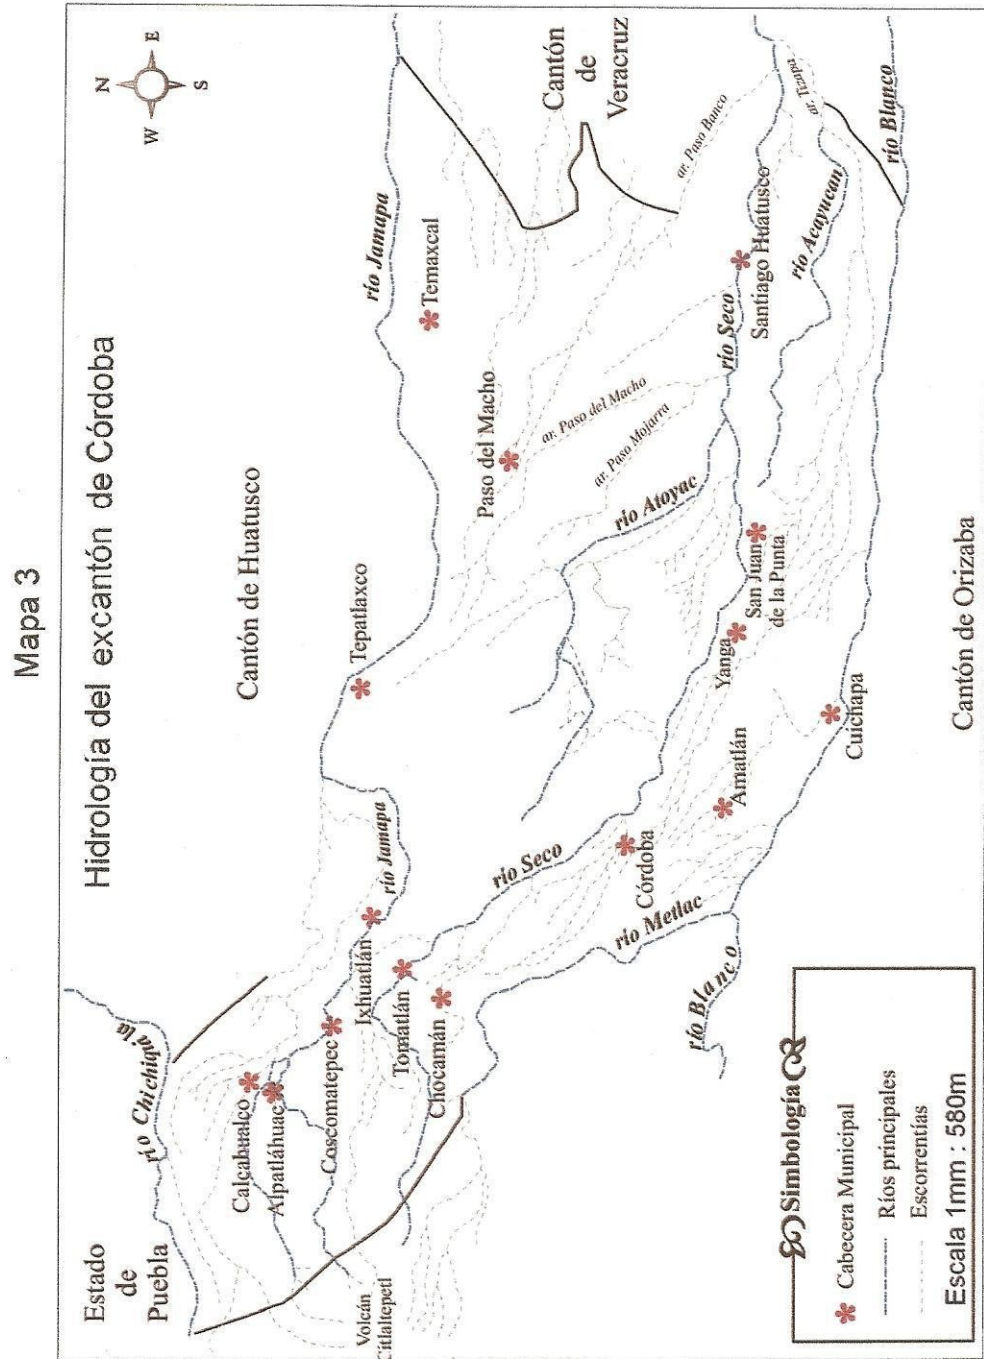 Mapa 3
Hidrología del excantón de Córdoba
N
W
E
S
Estado
de
Puebla
río Chichiquila
Cantón de Huatusco
Calcahualco
Alpatláhuac
Volcán
Citlaltepetl
Coscomatepec
Ixhuatlán
río Jamapa
Tomatlán
Chocamán
Tepatlaxco
río Jamapa
Temaxcal
Paso del Macho
Cantón
de
Veracruz
ar. Paso del Macho
ar. Paso Mojarra
ar. Paso Banco
ar. Tizapa
río Atoyac
río Seco
río Seco
Santiago Huatusco
río Acayucan
río Blanco
Córdoba
río Metlac
río Blanco
Amatlán
Yanga
San Juan
de la Punta
Cuichapa
Cantón de Orizaba
Simbología
Cabecera Municipal
Ríos principales
Escorrentías
Escala 1mm : 580m